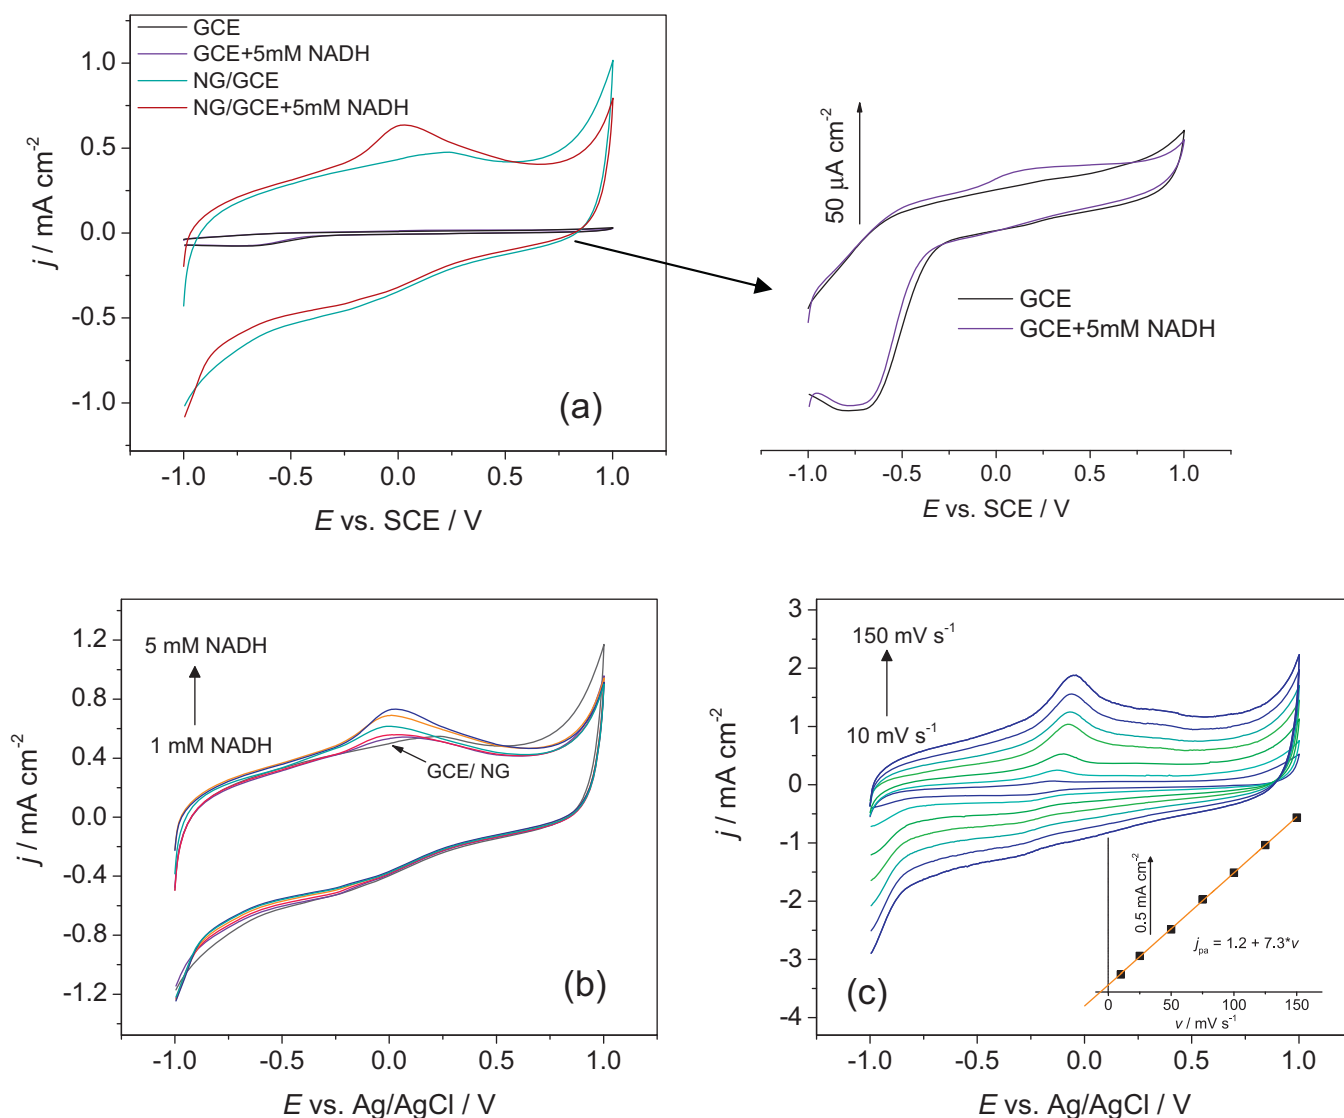 GCE
GCE+5mM NADH
NG/GCE
NG/GCE+5mM NADH
1.0
0.5
0.0
-0.5
-1.0
j / mA cm⁻²
(a)
-1.0 -0.5 0.0 0.5 1.0
E vs. SCE / V
50 µA cm⁻²
GCE
GCE+5mM NADH
-1.0 -0.5 0.0 0.5 1.0
E vs. SCE / V
5 mM NADH
1 mM NADH
GCE/ NG
1.2
0.8
0.4
0.0
-0.4
-0.8
-1.2
j / mA cm⁻²
(b)
-1.0 -0.5 0.0 0.5 1.0
E vs. Ag/AgCl / V
150 mV s⁻¹
10 mV s⁻¹
3
2
1
0
-1
-2
-3
-4
j / mA cm⁻²
(c)
0.5 mA cm⁻²
jpa = 1.2 + 7.3*v
0 50 100 150
v / mV s⁻¹
-1.0 -0.5 0.0 0.5 1.0
E vs. Ag/AgCl / V